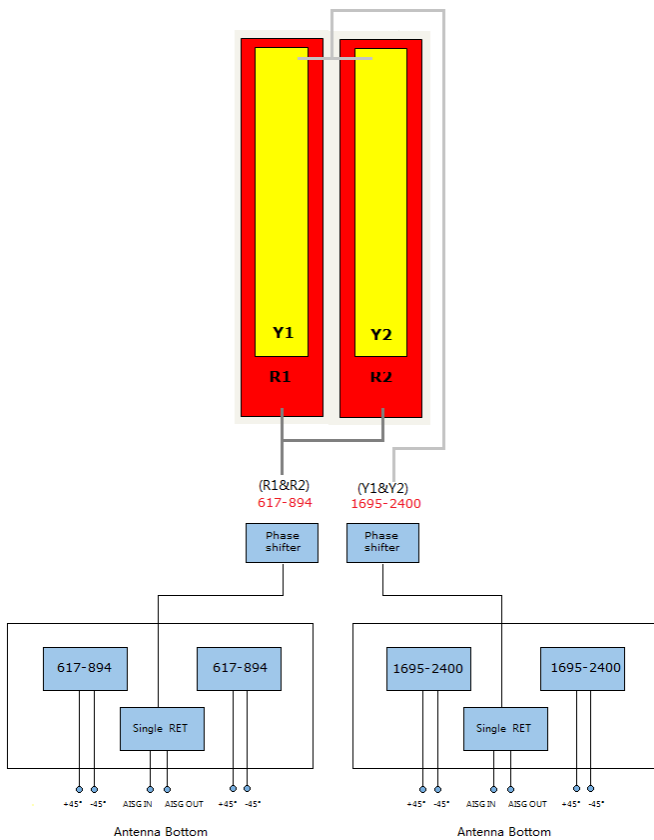 Y1
Y2
R1
R2
(R1&R2)
617-894
(Y1&Y2)
1695-2400
Phase
shifter
Phase
shifter
617-894
617-894
Single RET
+45° -45° AISG IN AISG OUT +45° -45°
Antenna Bottom
1695-2400
1695-2400
Single RET
+45° -45° AISG IN AISG OUT +45° -45°
Antenna Bottom